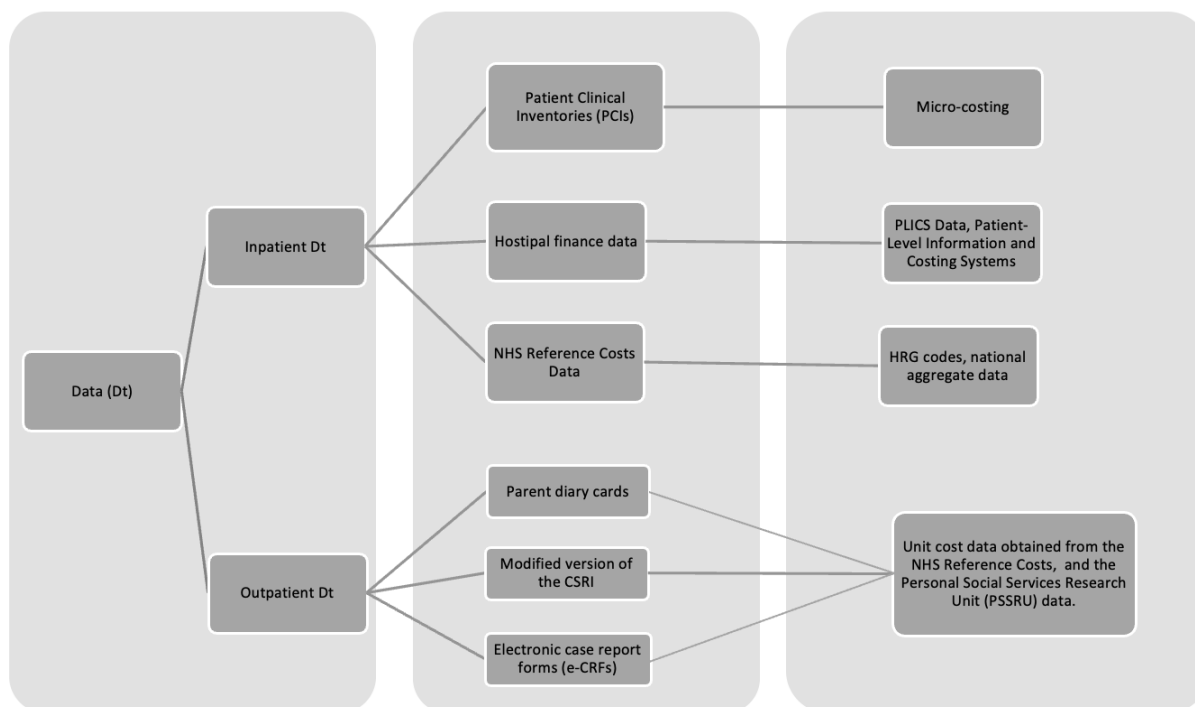 Patient Clinical
Inventories (PCIs)
Micro-costing
Inpatient Dt
Hostipal finance data
PLICS Data, Patient-
Level Information and
Costing Systems
NHS Reference Costs
Data
HRG codes, national
aggregate data
Data (Dt)
Parent diary cards
Modified version of
the CSRI
Unit cost data obtained from the
NHS Reference Costs,  and the
Personal Social Services Research
Unit (PSSRU) data.
Outpatient Dt
Electronic case report
forms (e-CRFs)